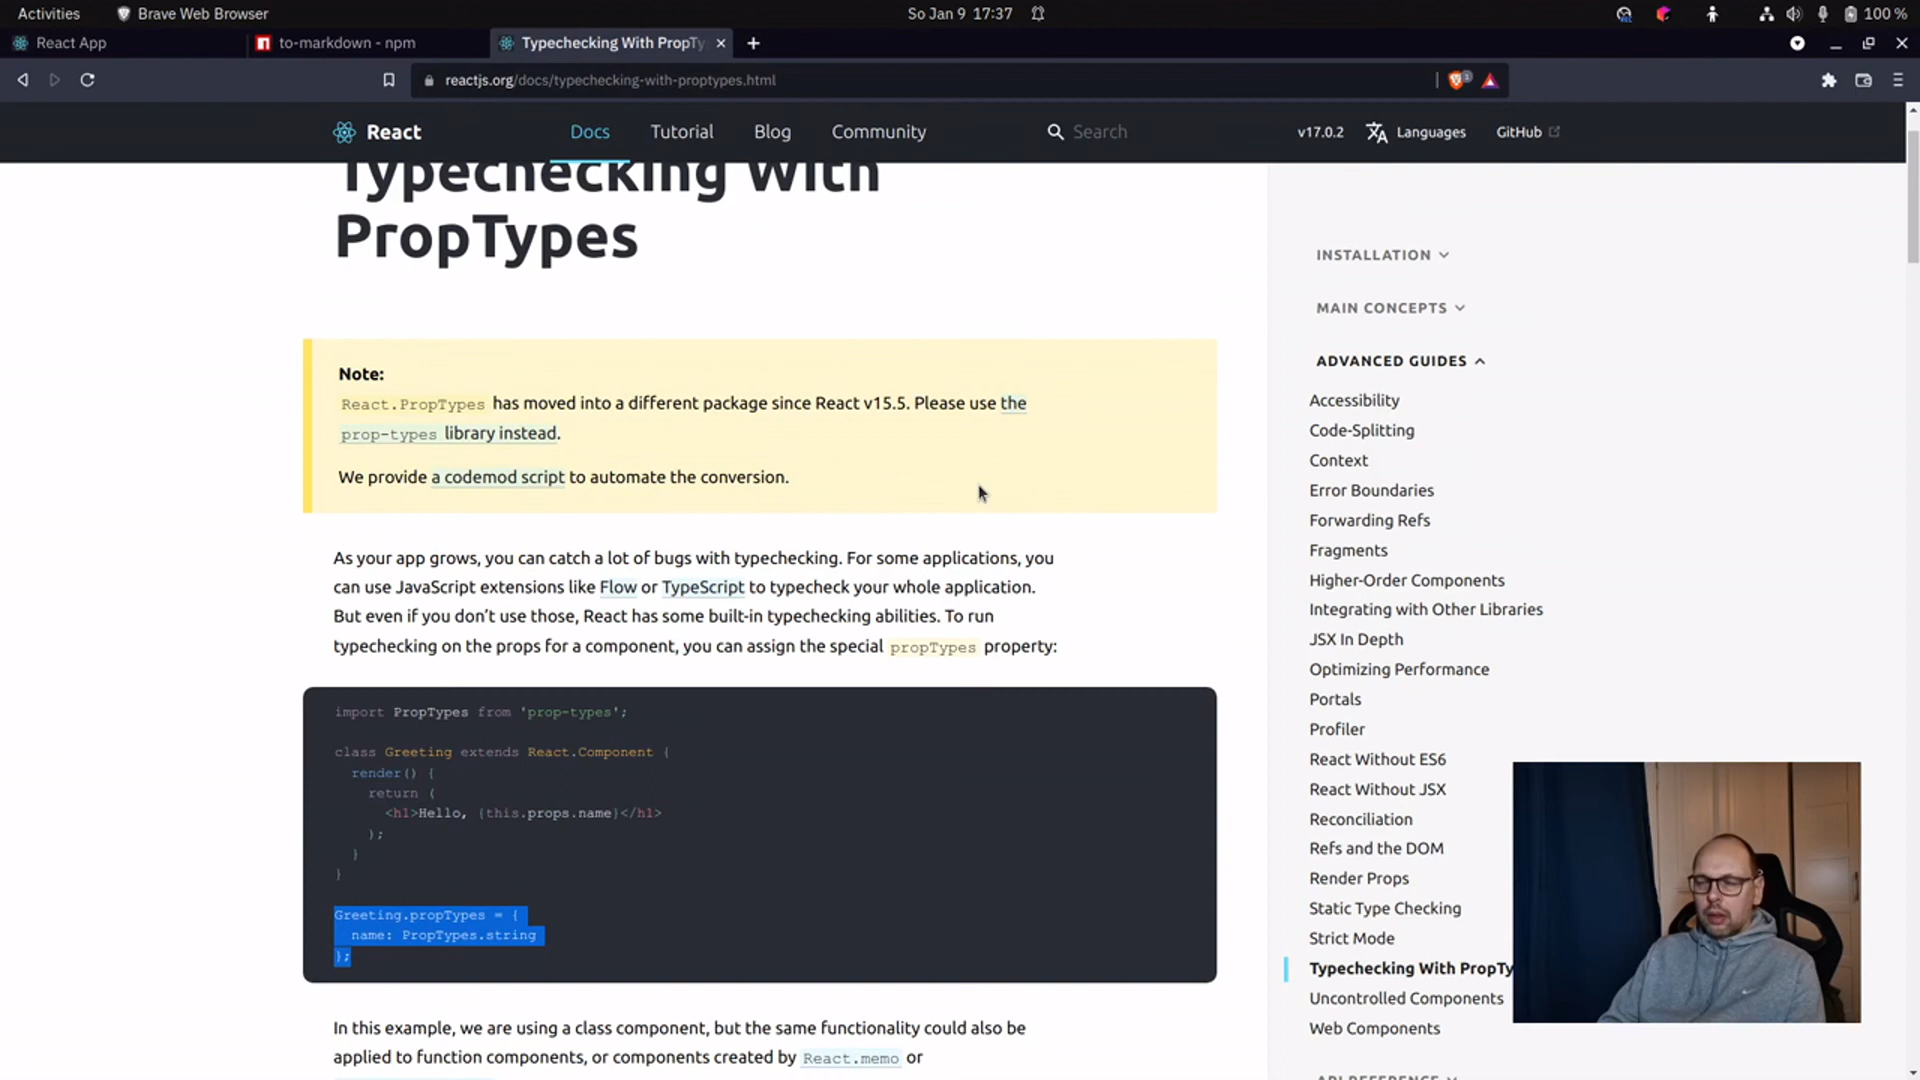 Activities
Brave Web Browser
So Jan 9 17:37
100 %
React App
to-markdown - npm
Typechecking With PropTy
reactjs.org/docs/typechecking-with-proptypes.html
React
Docs
Tutorial
Blog
Community
Search
v17.0.2
Languages
GitHub
Typechecking With
PropTypes
Note:
React.PropTypes has moved into a different package since React v15.5. Please use the
prop-types library instead.
We provide a codemod script to automate the conversion.
As your app grows, you can catch a lot of bugs with typechecking. For some applications, you
can use JavaScript extensions like Flow or TypeScript to typecheck your whole application.
But even if you don’t use those, React has some built-in typechecking abilities. To run
typechecking on the props for a component, you can assign the special propTypes property:
import PropTypes from 'prop-types';
class Greeting extends React.Component {
render() {
return (
<h1>Hello, {this.props.name}</h1>
);
}
}
Greeting.propTypes = {
name: PropTypes.string
};
In this example, we are using a class component, but the same functionality could also be
applied to function components, or components created by React.memo or
INSTALLATION
MAIN CONCEPTS
ADVANCED GUIDES
Accessibility
Code-Splitting
Context
Error Boundaries
Forwarding Refs
Fragments
Higher-Order Components
Integrating with Other Libraries
JSX In Depth
Optimizing Performance
Portals
Profiler
React Without ES6
React Without JSX
Reconciliation
Refs and the DOM
Render Props
Static Type Checking
Strict Mode
Typechecking With PropTy
Uncontrolled Components
Web Components
API REFERENCE